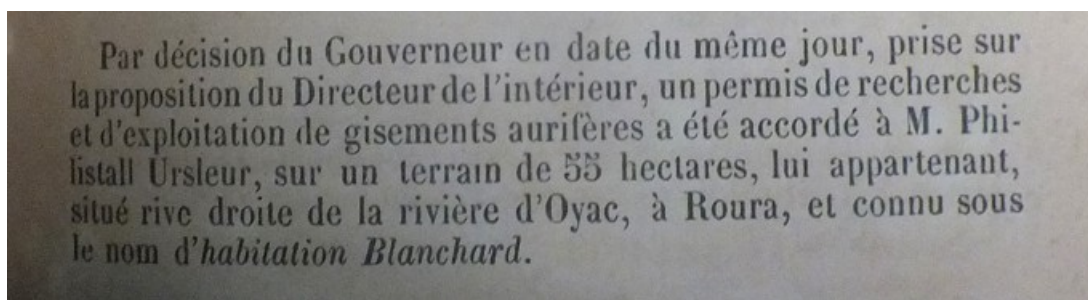 Par décision du Gouverneur en date du même jour, prise sur
la proposition du Directeur de l'intérieur, un permis de recherches
et d'exploitation de gisements aurifères a été accordé à M. Phi-
listall Ursleur, sur un terrain de 55 hectares, lui appartenant,
situé rive droite de la rivière d'Oyac, à Roura, et connu sous
le nom d'habitation Blanchard.